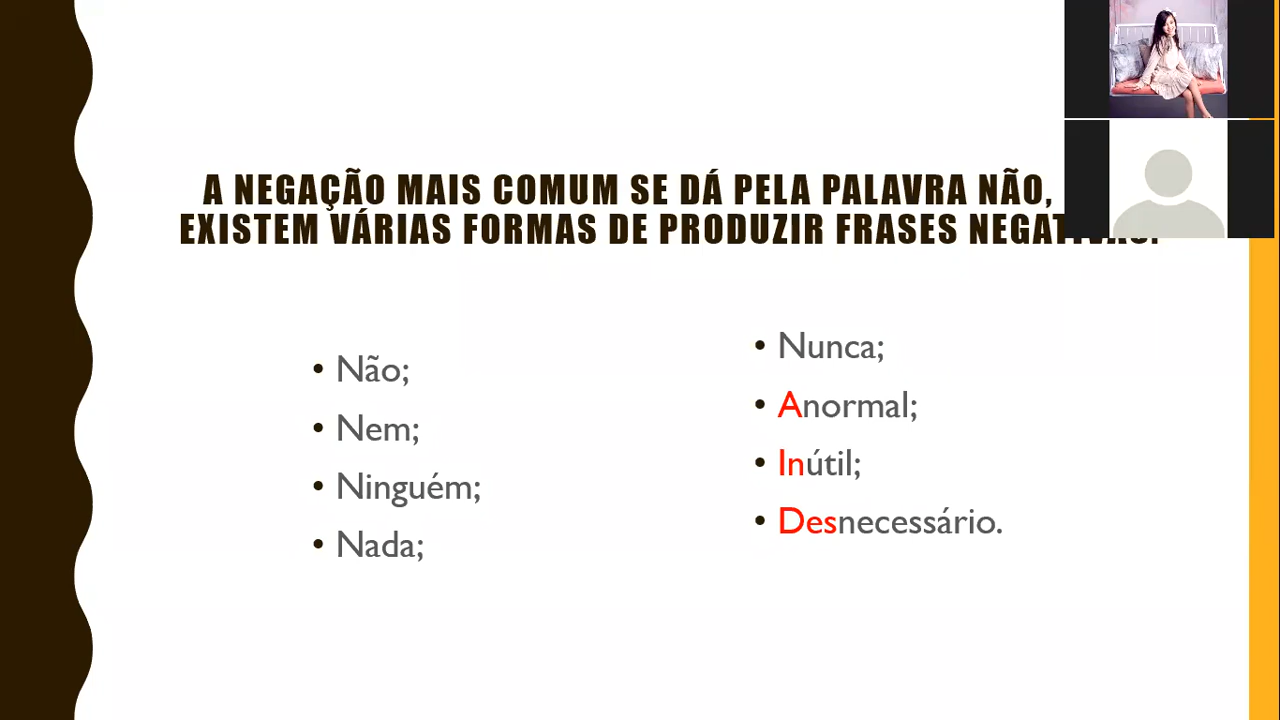 A NEGAÇÃO MAIS COMUM SE DÁ PELA PALAVRA NÃO,
EXISTEM VÁRIAS FORMAS DE PRODUZIR FRASES NEGATIVAS.
• Não;
• Nem;
• Ninguém;
• Nada;
• Nunca;
• Anormal;
• Inútil;
• Desnecessário.